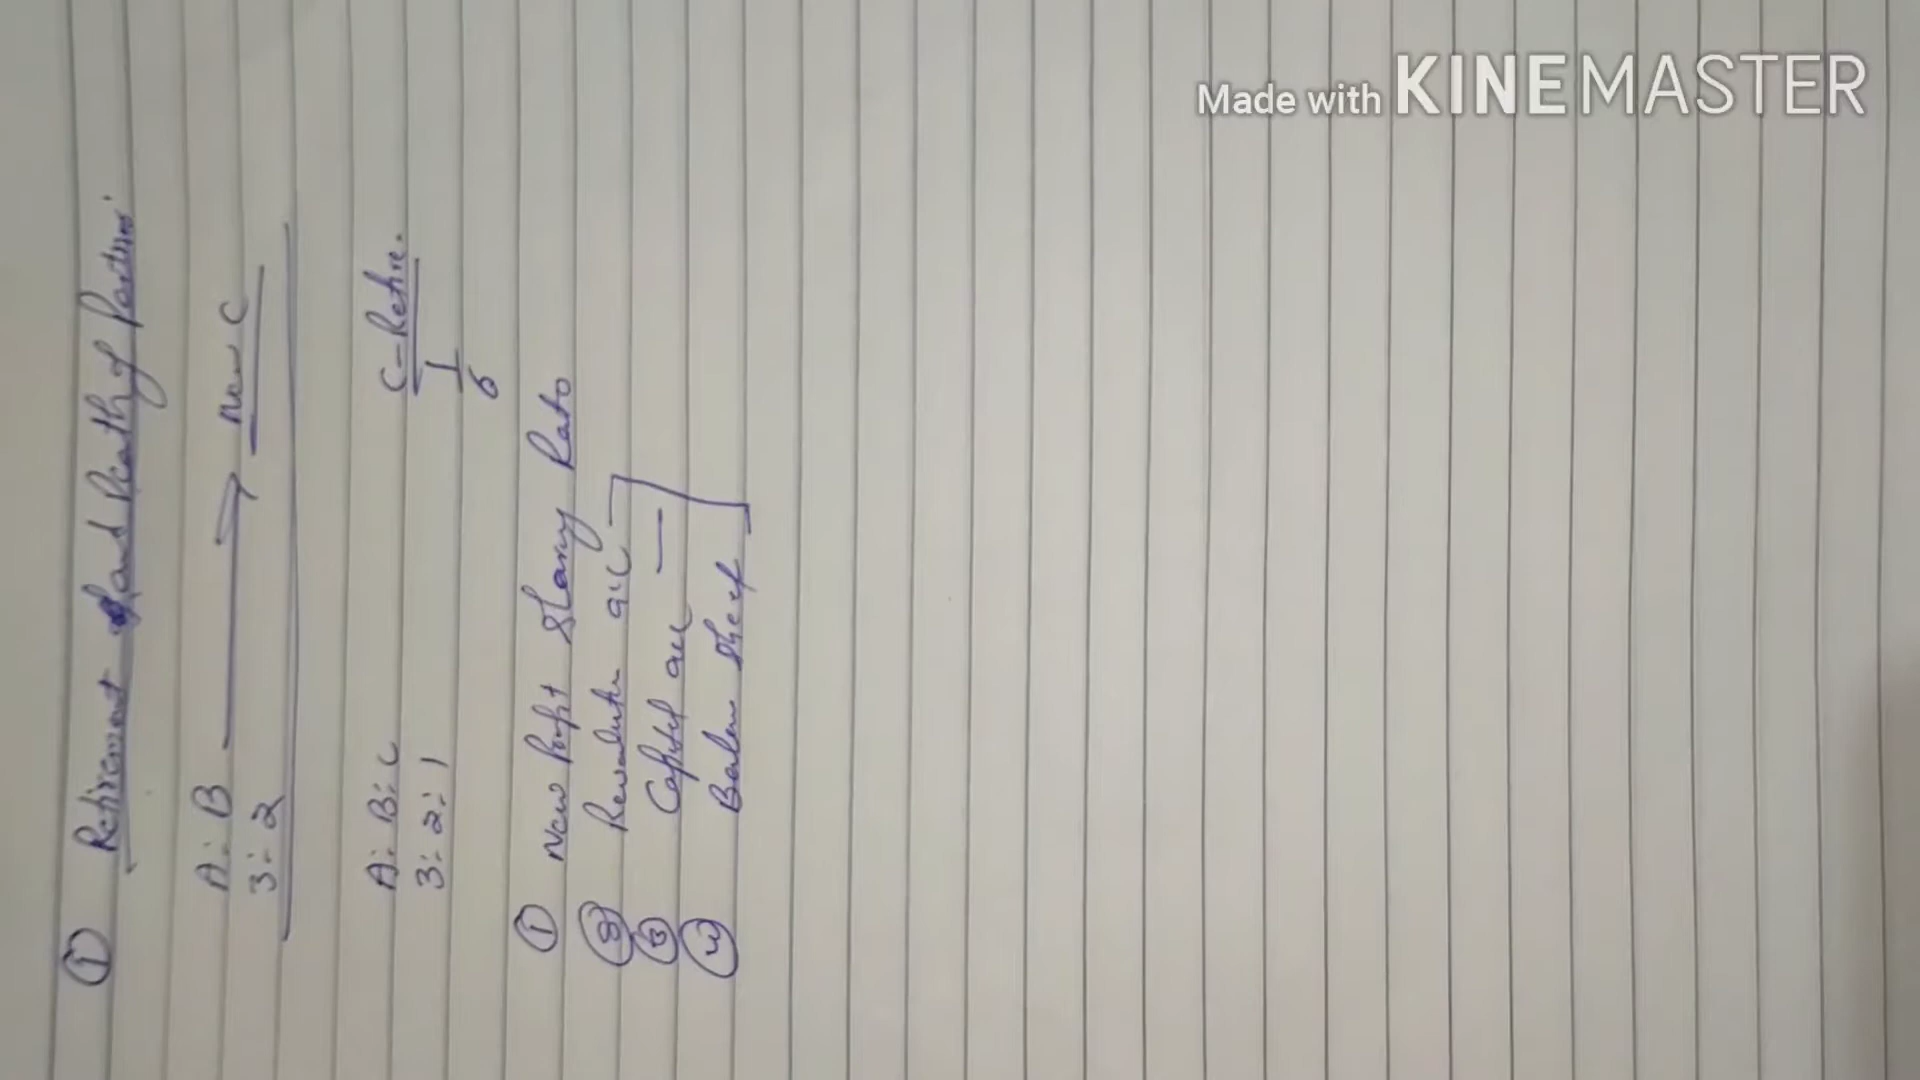 ① Retirement and Death of Partner
A:B → new C
3:2
A:B:C C-Retire.
3:2:1 1/6
① New Profit Sharing Ratio
② Revaluation a/c
③ Capital a/c
④ Balance Sheet
Made with KINEMASTER